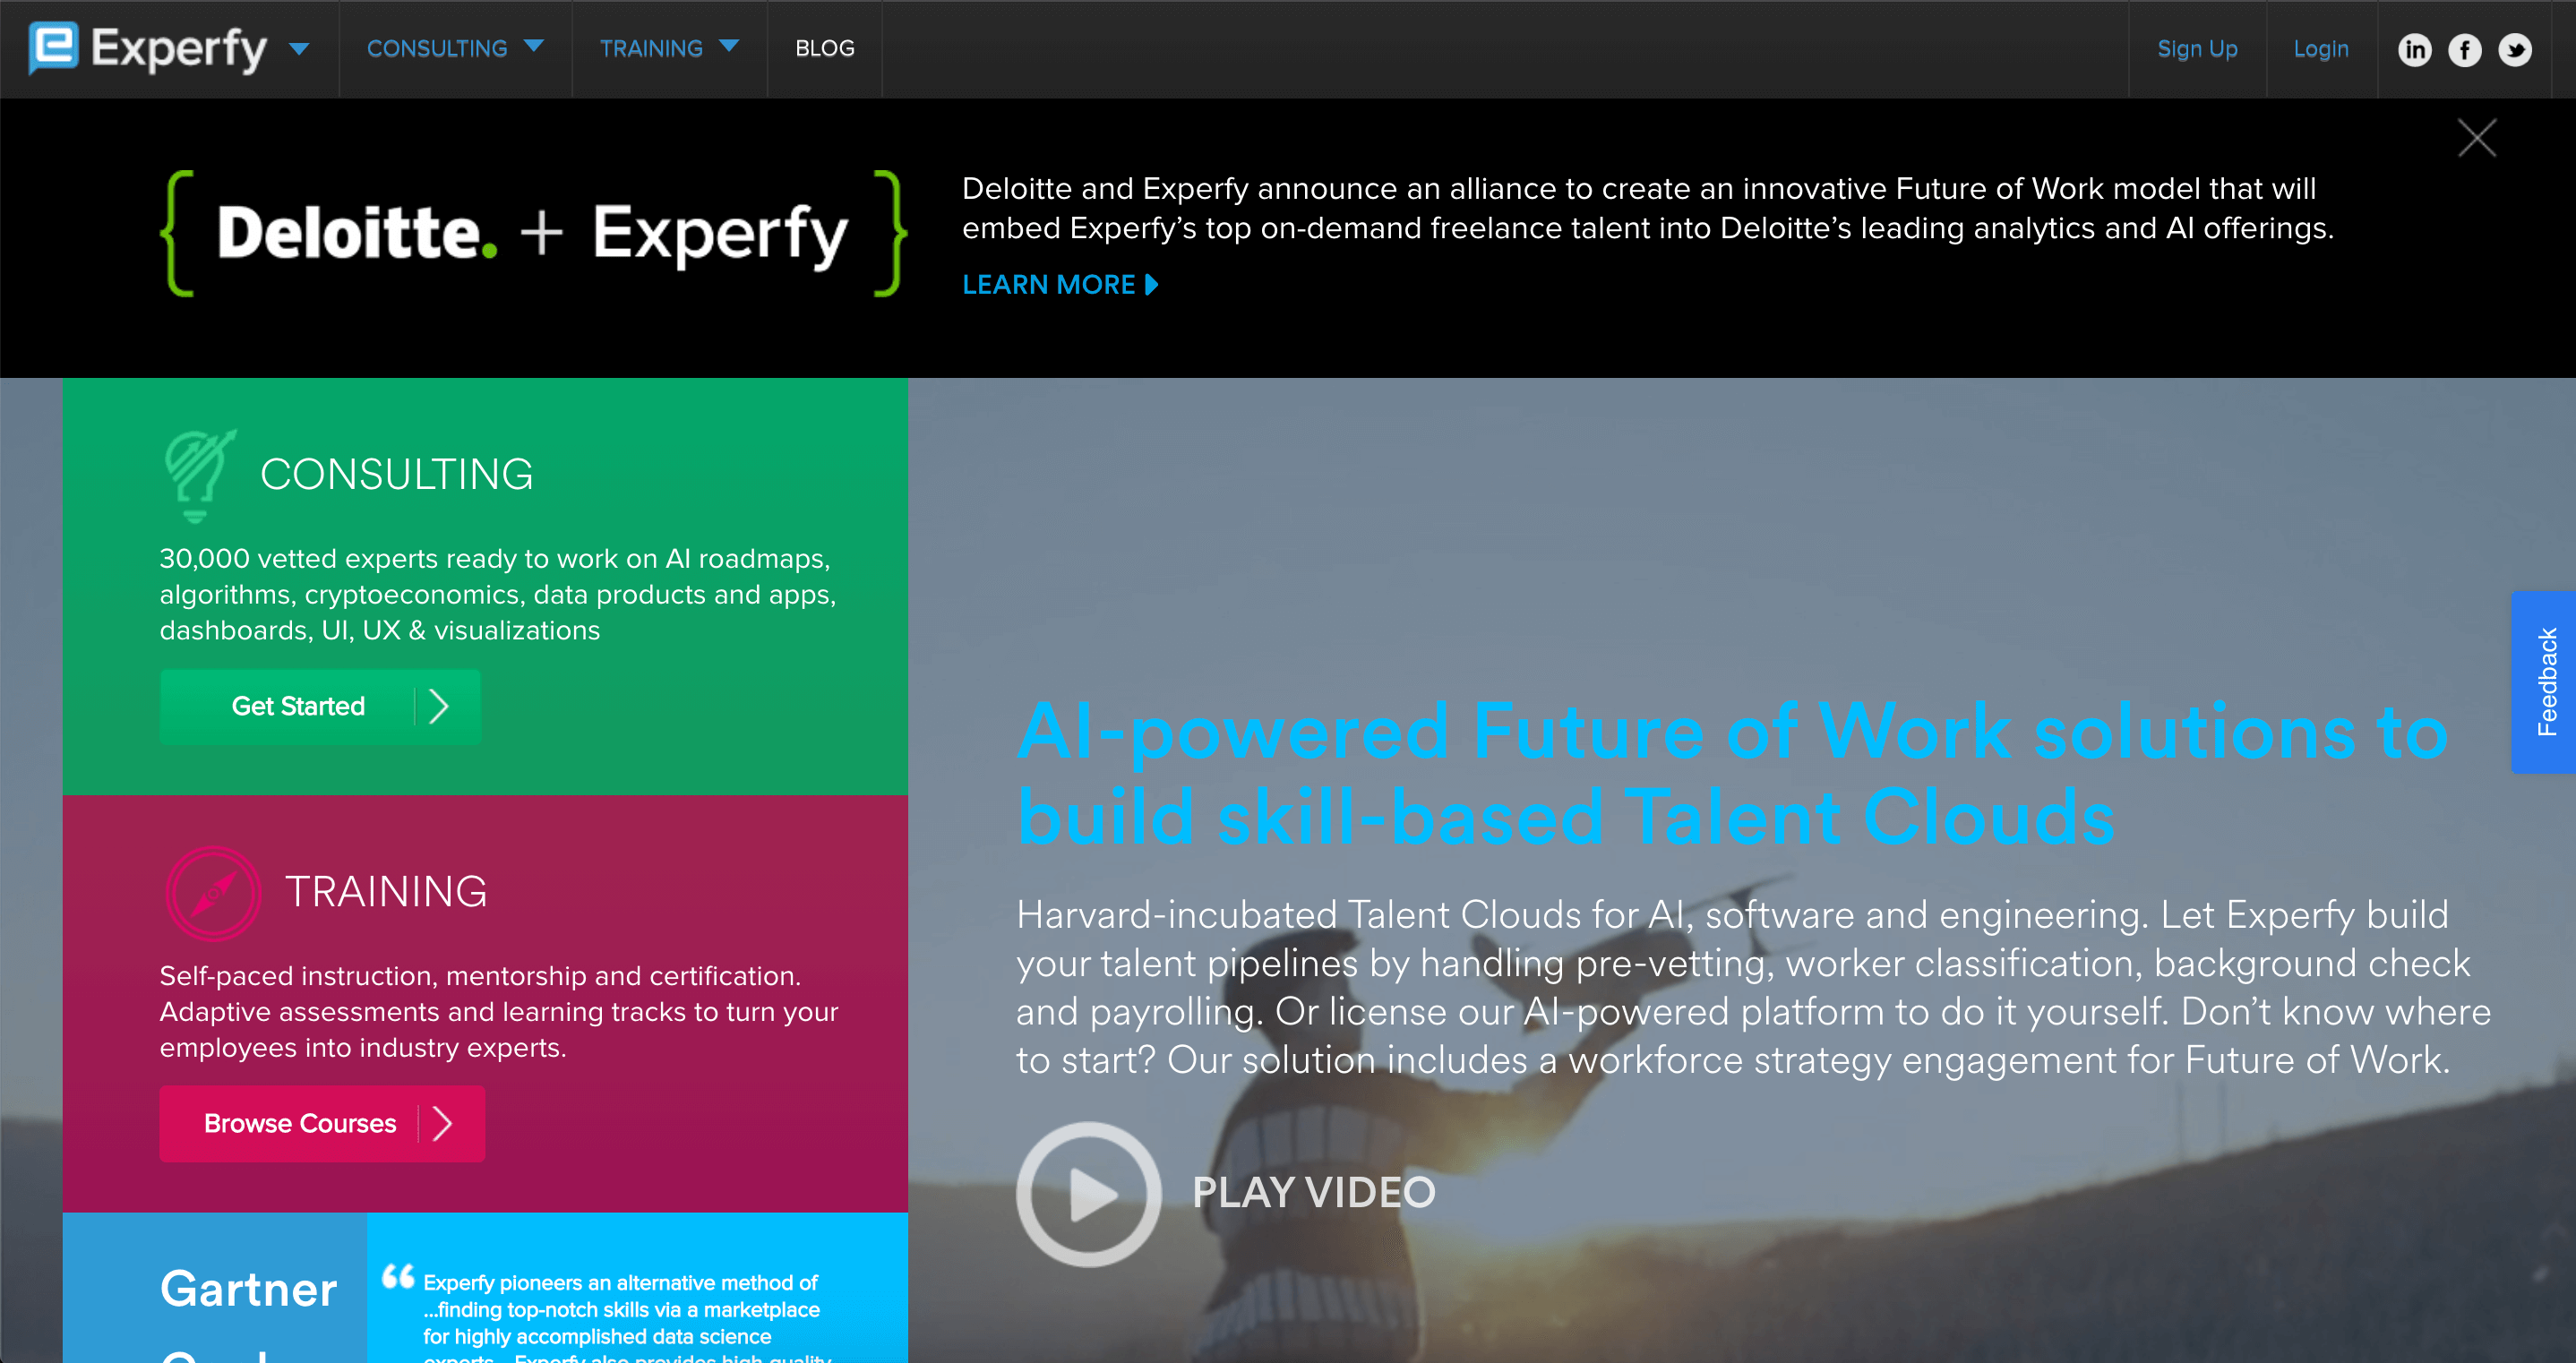 Experfy
CONSULTING
TRAINING
BLOG
Sign Up
Login
in
f
Deloitte. + Experfy
Deloitte and Experfy announce an alliance to create an innovative Future of Work model that will
embed Experfy’s top on-demand freelance talent into Deloitte’s leading analytics and AI offerings.
LEARN MORE
CONSULTING
30,000 vetted experts ready to work on AI roadmaps,
algorithms, cryptoeconomics, data products and apps,
dashboards, UI, UX & visualizations
Get Started
TRAINING
Self-paced instruction, mentorship and certification.
Adaptive assessments and learning tracks to turn your
employees into industry experts.
Browse Courses
Gartner
“ Experfy pioneers an alternative method of
...finding top-notch skills via a marketplace
for highly accomplished data science
experts... Experfy also provides high-quality
AI-powered Future of Work solutions to
build skill-based Talent Clouds
Harvard-incubated Talent Clouds for AI, software and engineering. Let Experfy build
your talent pipelines by handling pre-vetting, worker classification, background check
and payrolling. Or license our AI-powered platform to do it yourself. Don’t know where
to start? Our solution includes a workforce strategy engagement for Future of Work.
PLAY VIDEO
Feedback